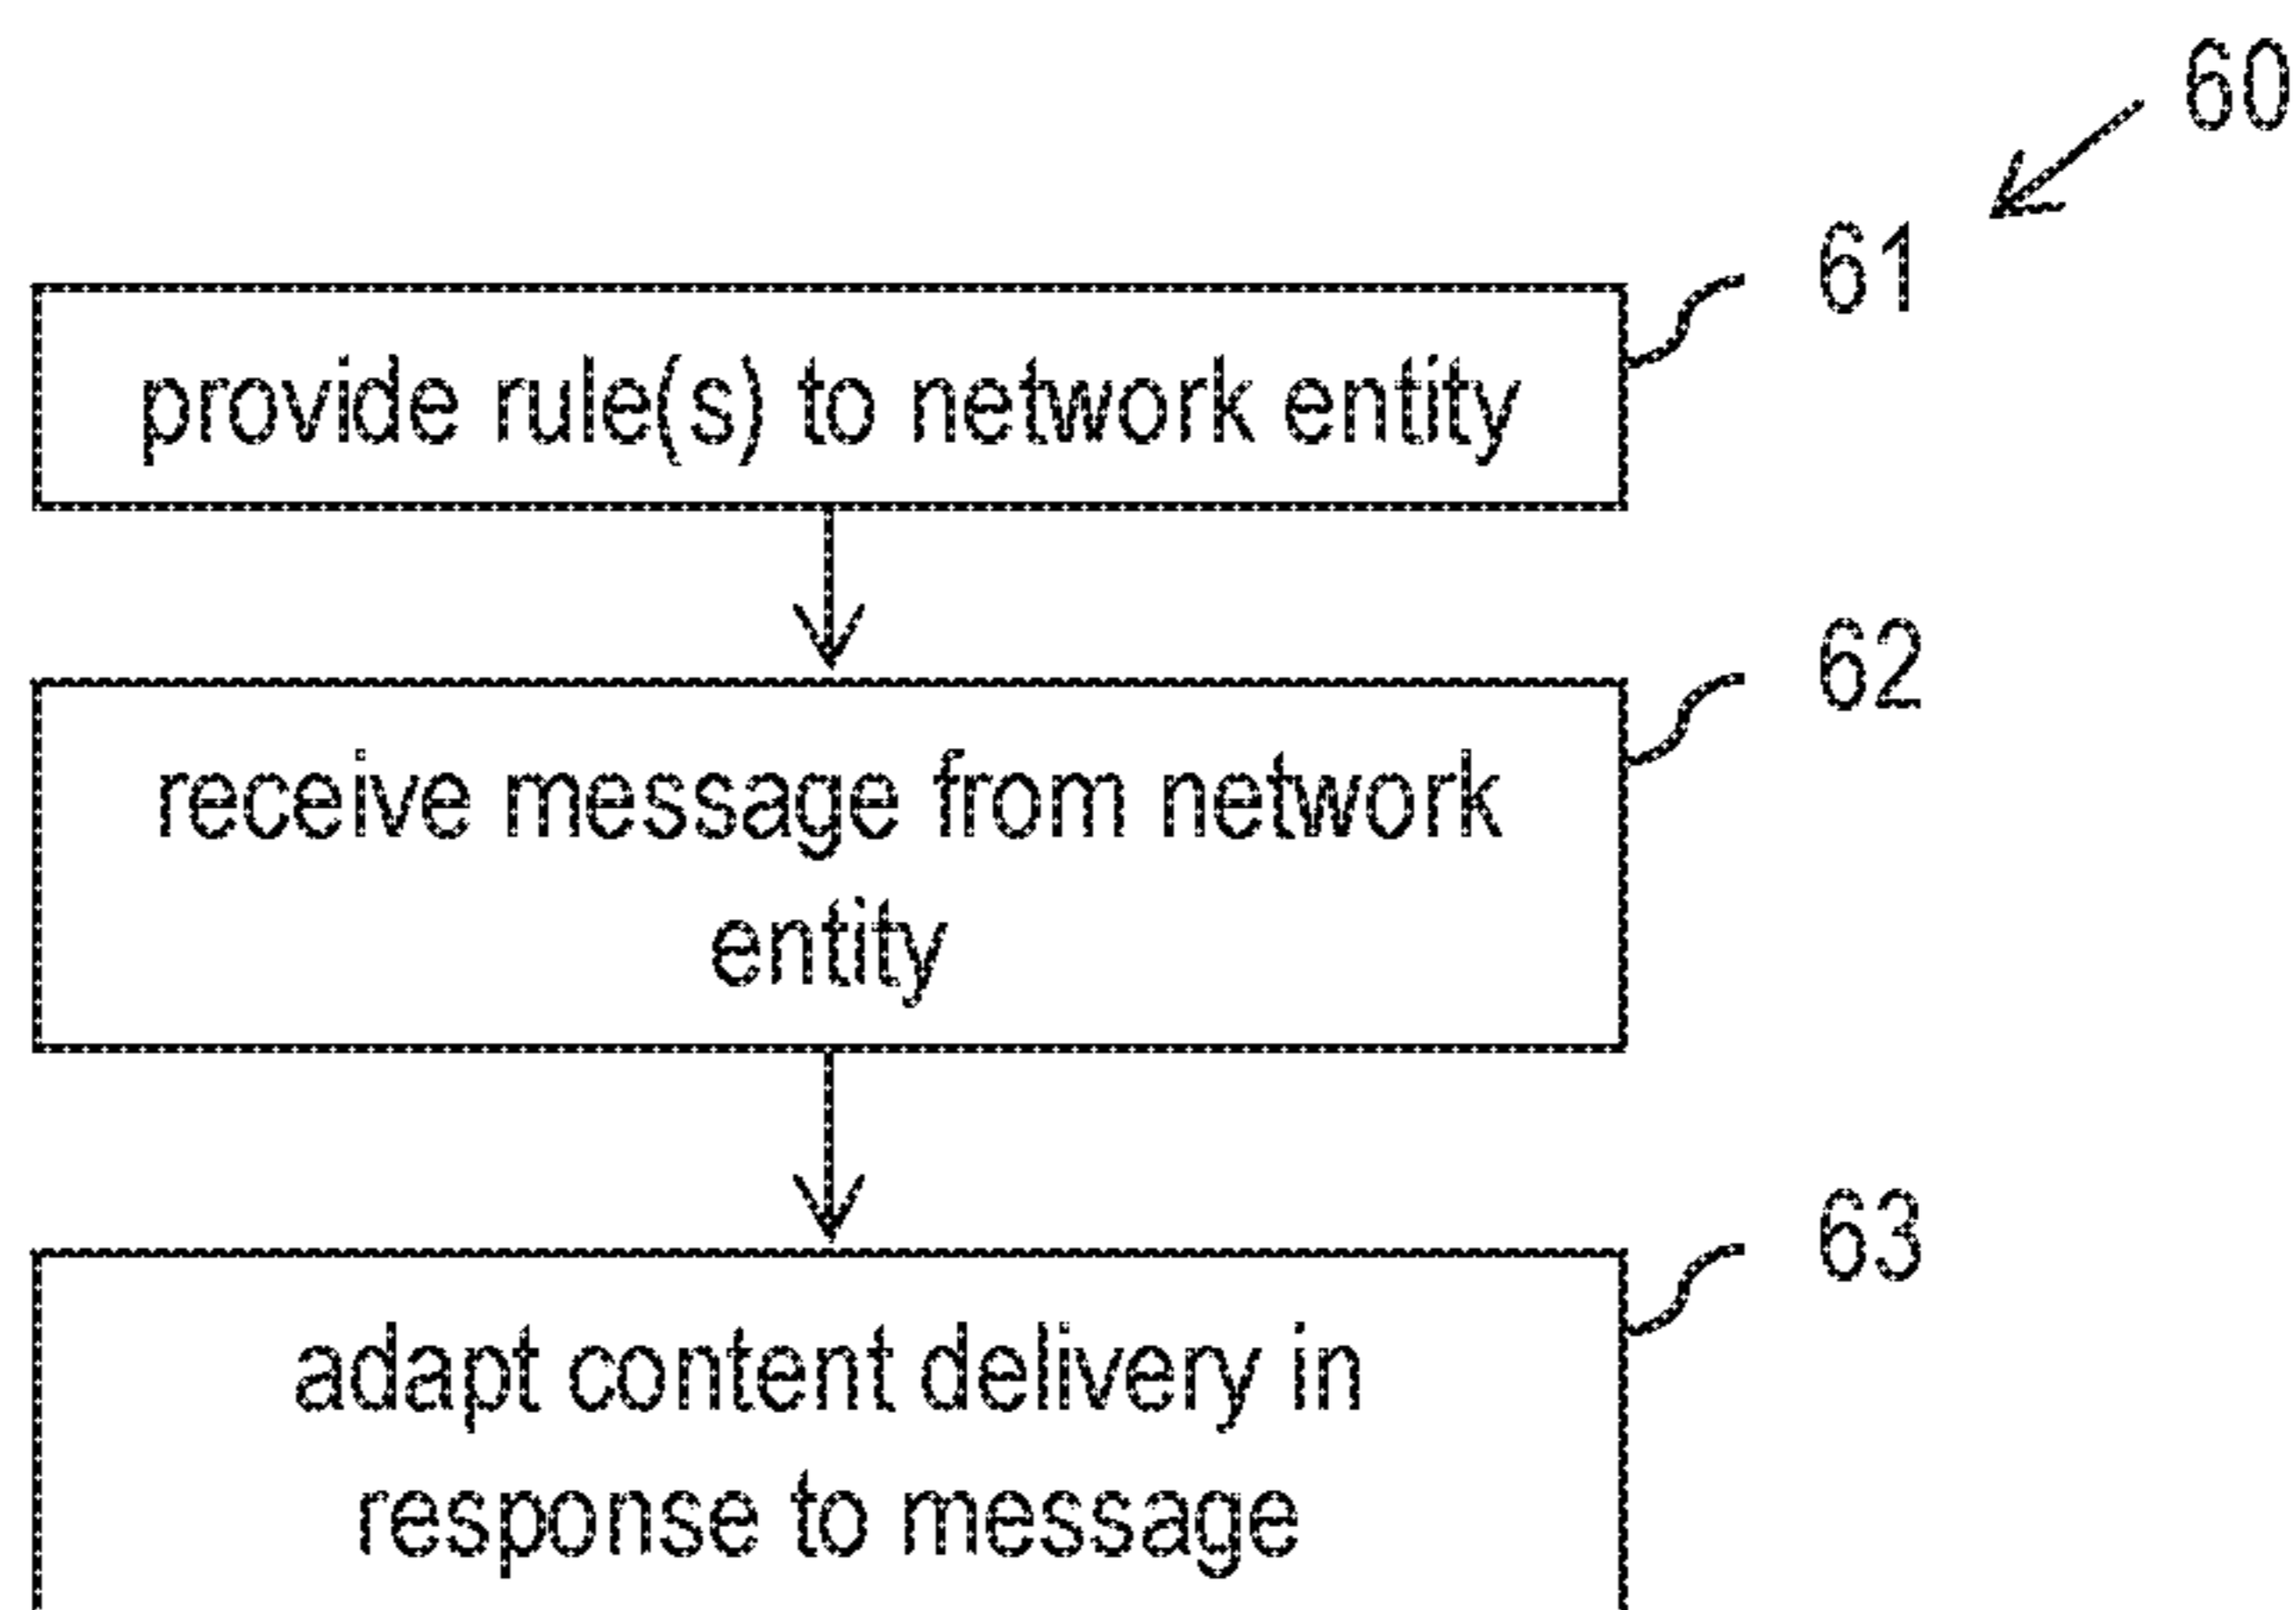 60
61
provide rule(s) to network entity
62
receive message from network
entity
63
adapt content delivery in
response to message